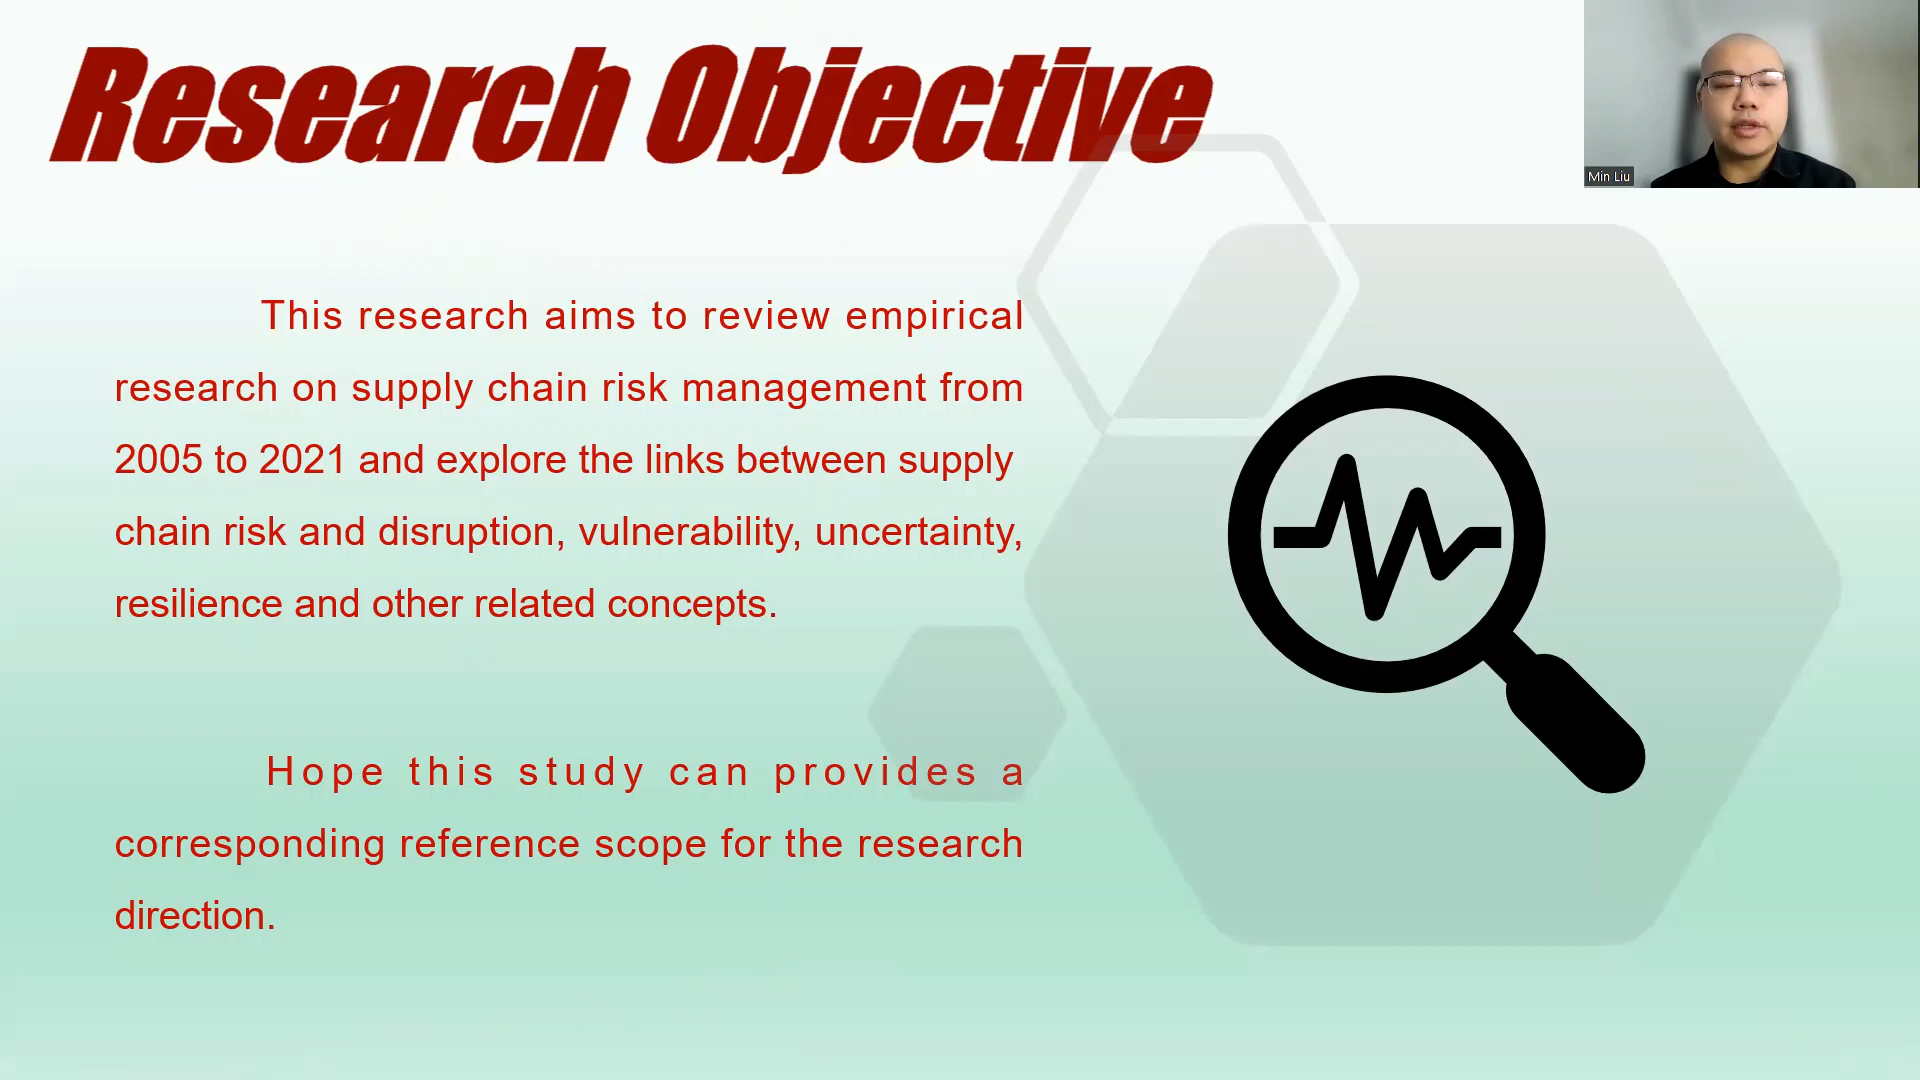 Research Objective
Min Liu
This research aims to review empirical
research on supply chain risk management from
2005 to 2021 and explore the links between supply
chain risk and disruption, vulnerability, uncertainty,
resilience and other related concepts.
Hope this study can provides a
corresponding reference scope for the research
direction.